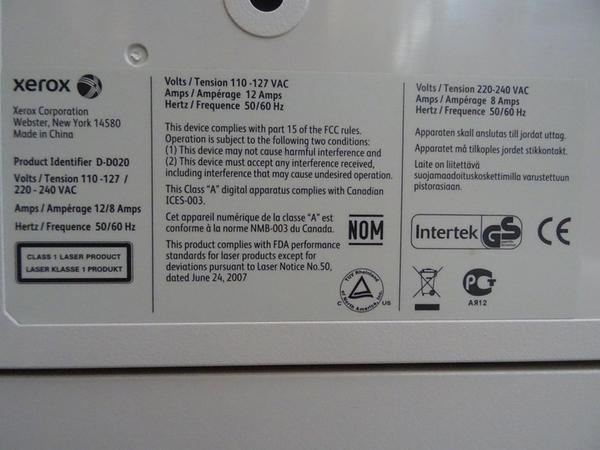 xerox
Xerox Corporation
Webster, New York 14580
Made in China
Product Identifier D-D020
Volts / Tension 110 -127 /
220 - 240 VAC
Amps / Ampérage 12/8 Amps
Hertz / Frequence 50/60 Hz
CLASS 1 LASER PRODUCT
LASER KLASSE 1 PRODUKT
Volts / Tension 110 -127 VAC
Amps / Ampérage 12 Amps
Hertz / Frequence 50/60 Hz
This device complies with part 15 of the FCC rules.
Operation is subject to the following two conditions:
(1) This device may not cause harmful interference and
(2) This device must accept any interference received,
including interference that may cause undesired operation.
This Class "A" digital apparatus complies with Canadian
ICES-003.
Cet appareil numérique de la classe "A" est
conforme à la norme NMB-003 du Canada.
This product complies with FDA performance
standards for laser products except for
deviations pursuant to Laser Notice No.50,
dated June 24, 2007
NOM
TUV Rheinland
of North America, Inc.
C US
Volts / Tension 220-240 VAC
Amps / Ampérage 8 Amps
Hertz / Frequence 50/60 Hz
Apparaten skall anslutas till jordat uttag.
Apparatet må tilkoples jordet stikkontakt.
Laite on liitettävä
suojamaadoituskoskettimilla varustettuun
pistorasiaan.
Intertek GS
CE
РСТ
АЯ12